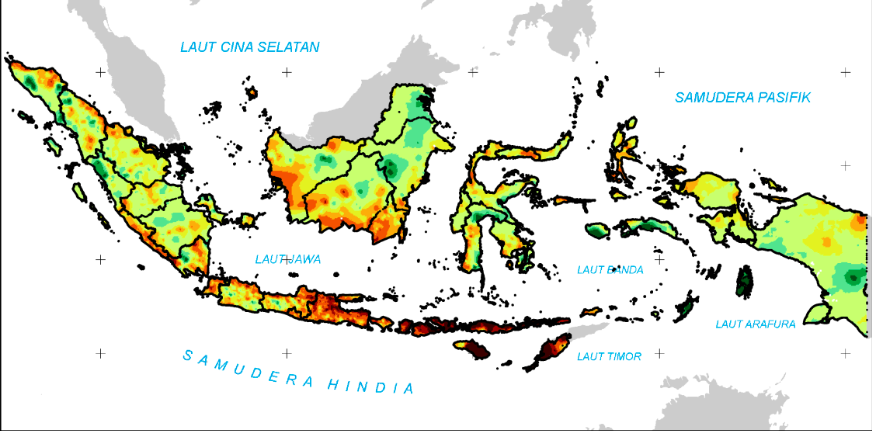 LAUT CINA SELATAN
SAMUDERA PASIFIK
LAUT JAWA
LAUT BANDA
LAUT ARAFURA
LAUT TIMOR
SAMUDERA HINDIA